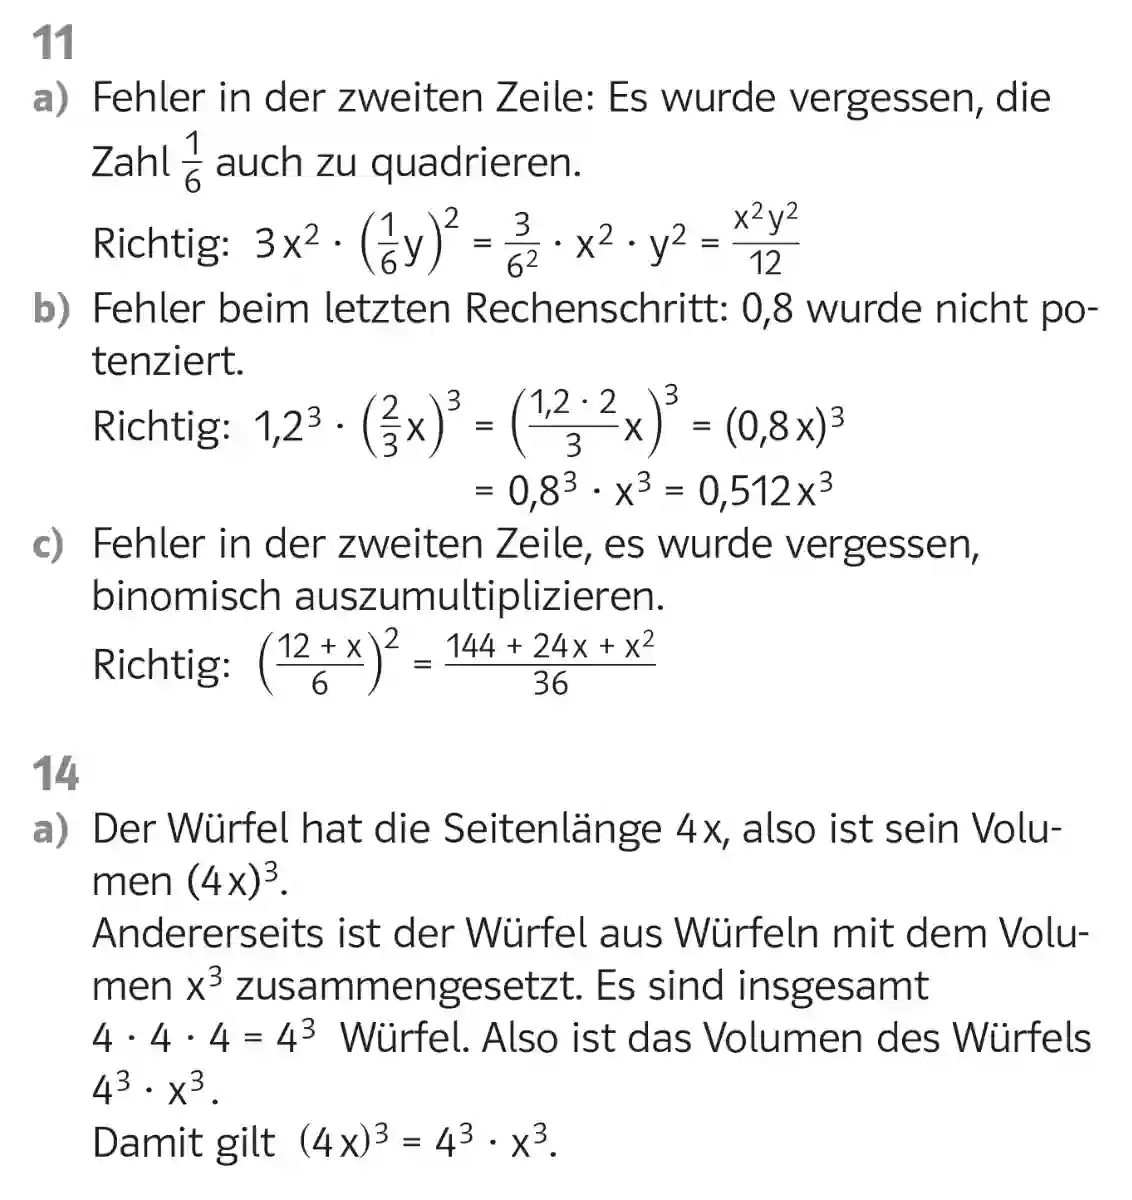 11
a) Fehler in der zweiten Zeile: Es wurde vergessen, die
Zahl 1/6 auch zu quadrieren.
Richtig: 3x² · (1/6 y)² = 3/6² · x² · y² = x²y²/12
b) Fehler beim letzten Rechenschritt: 0,8 wurde nicht po-
tenziert.
Richtig: 1,2³ · (2/3 x)³ = (1,2 · 2/3 x)³ = (0,8x)³
= 0,8³ · x³ = 0,512x³
c) Fehler in der zweiten Zeile, es wurde vergessen,
binomisch auszumultiplizieren.
Richtig: ((12 + x)/6)² = (144 + 24x + x²)/36
14
a) Der Würfel hat die Seitenlänge 4x, also ist sein Volu-
men (4x)³.
Andererseits ist der Würfel aus Würfeln mit dem Volu-
men x³ zusammengesetzt. Es sind insgesamt
4 · 4 · 4 = 4³ Würfel. Also ist das Volumen des Würfels
4³ · x³.
Damit gilt (4x)³ = 4³ · x³.